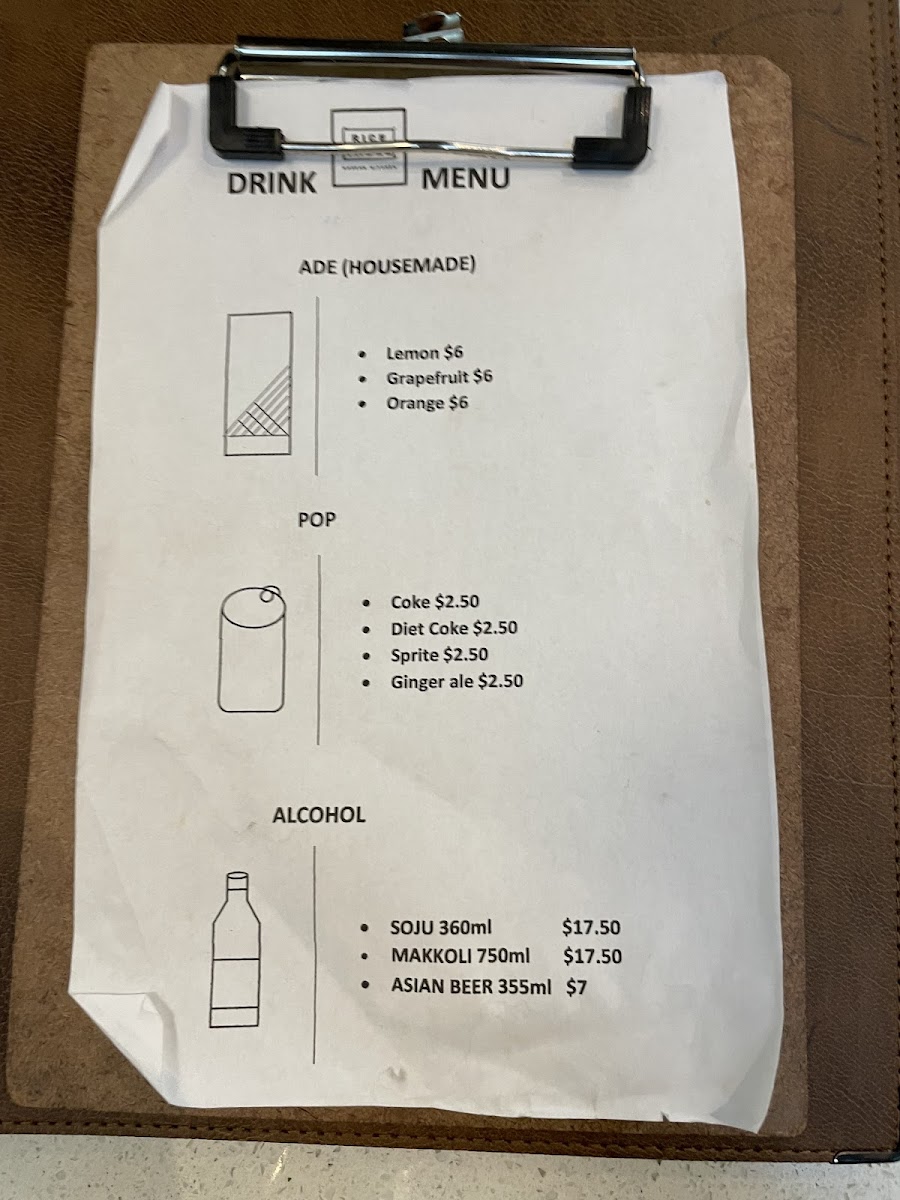 RICE
DRINK MENU
ADE (HOUSEMADE)
• Lemon $6
• Grapefruit $6
• Orange $6
POP
• Coke $2.50
• Diet Coke $2.50
• Sprite $2.50
• Ginger ale $2.50
ALCOHOL
• SOJU 360ml $17.50
• MAKKOLI 750ml $17.50
• ASIAN BEER 355ml $7